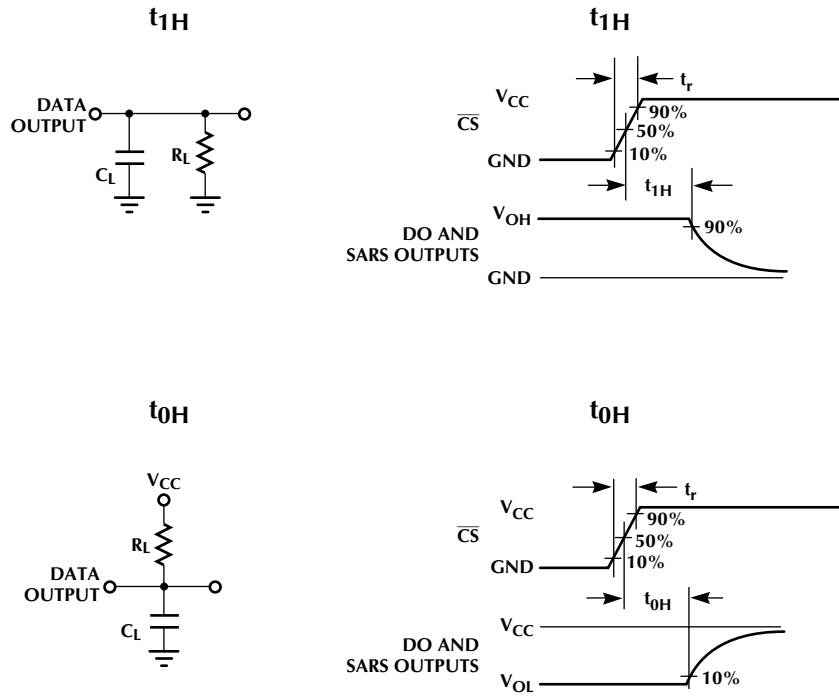 t1H
DATA
OUTPUT
CL
RL
t1H
VCC
tr
90%
CS
50%
10%
GND
t1H
VOH
90%
DO AND
SARS OUTPUTS
GND
t0H
VCC
RL
DATA
OUTPUT
CL
t0H
VCC
tr
90%
CS
50%
10%
GND
t0H
VCC
DO AND
SARS OUTPUTS
10%
VOL